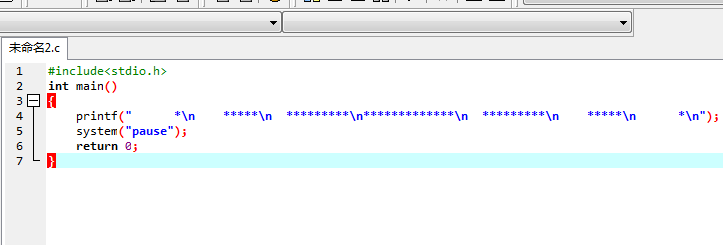 未命名2.c
1 #include<stdio.h>
2 int main()
3 {
4     printf("      *\n    *****\n  *********\n*************\n  *********\n    *****\n      *\n");
5     system("pause");
6     return 0;
7 }